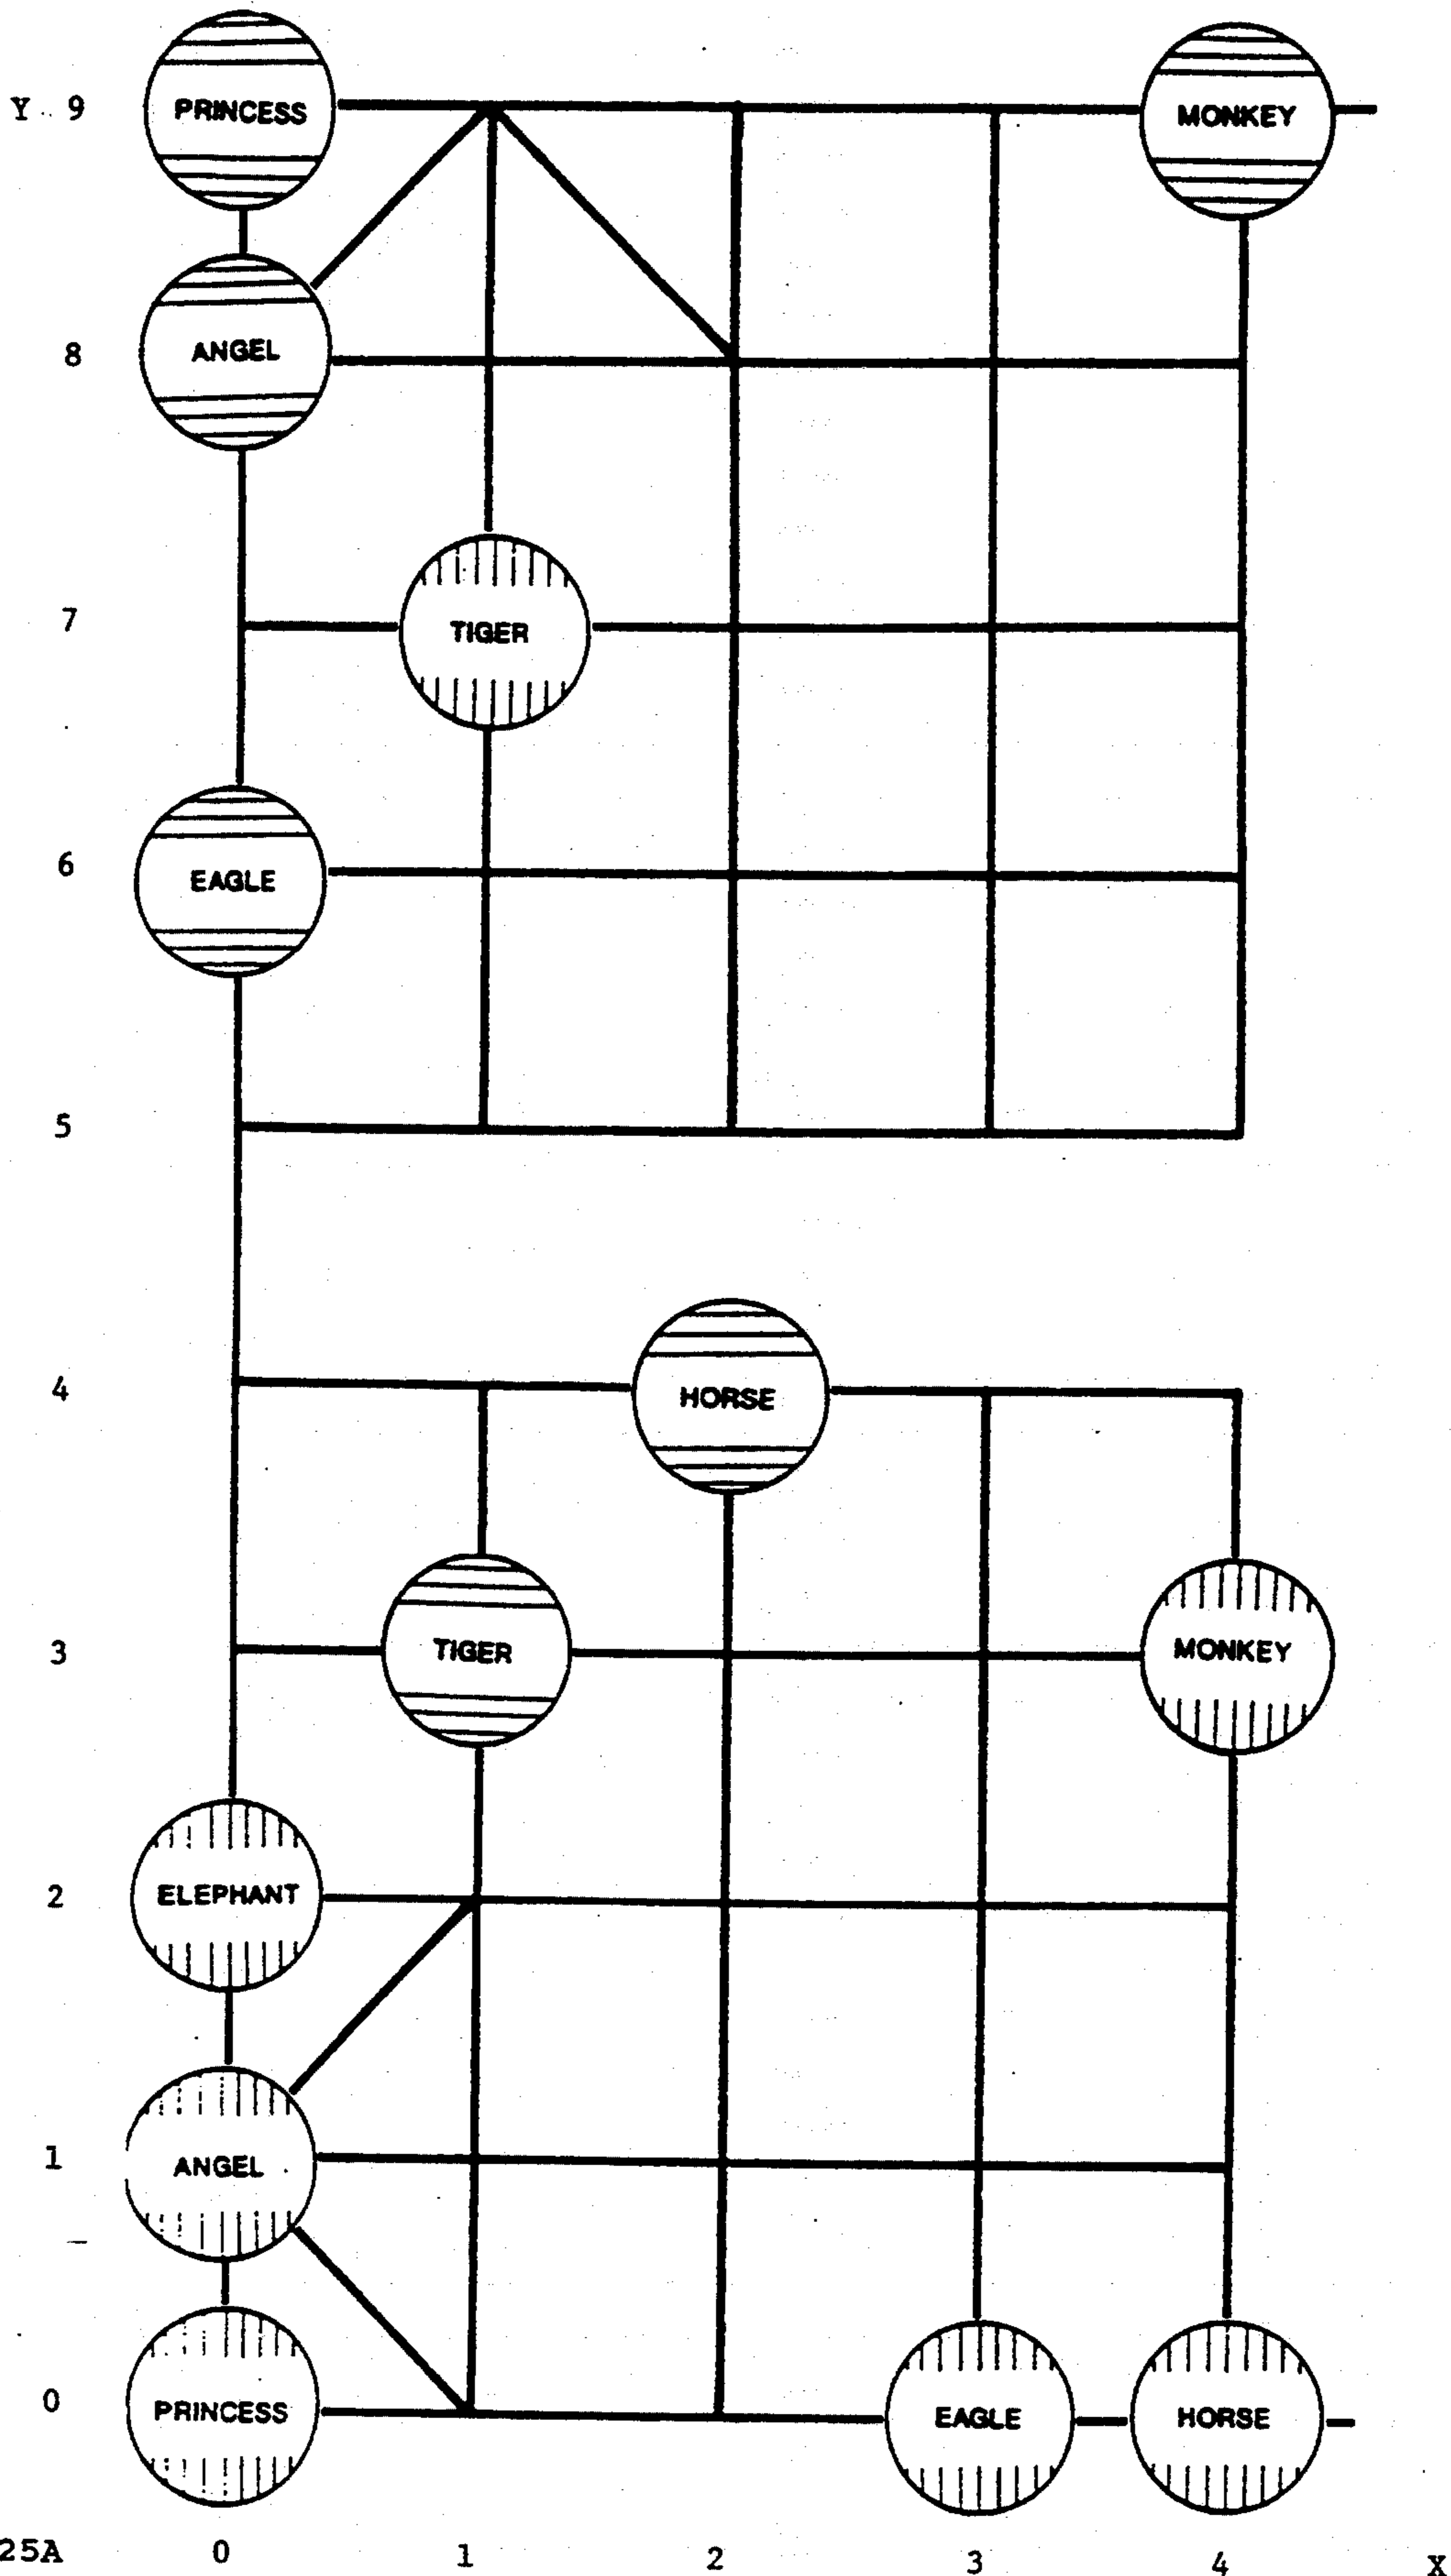 Y 9 PRINCESS MONKEY
8 ANGEL
7 TIGER
6 EAGLE
5
4 HORSE
3 TIGER MONKEY
2 ELEPHANT
1 ANGEL
0 PRINCESS EAGLE HORSE
25A 0 1 2 3 4 X